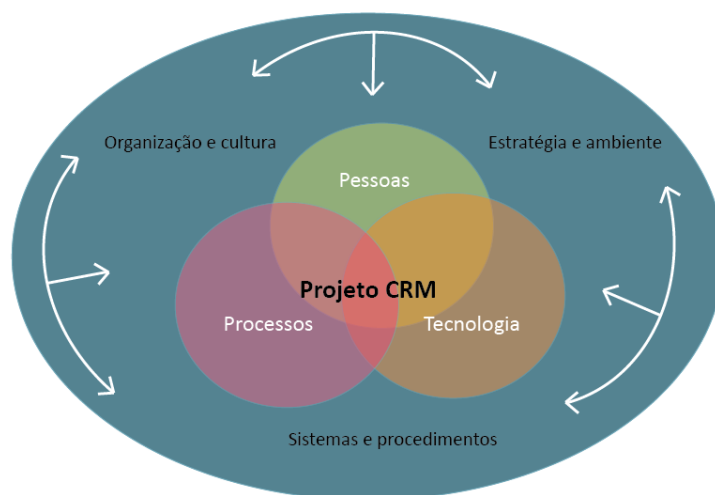 Organização e cultura
Estratégia e ambiente
Pessoas
Projeto CRM
Processos
Tecnologia
Sistemas e procedimentos